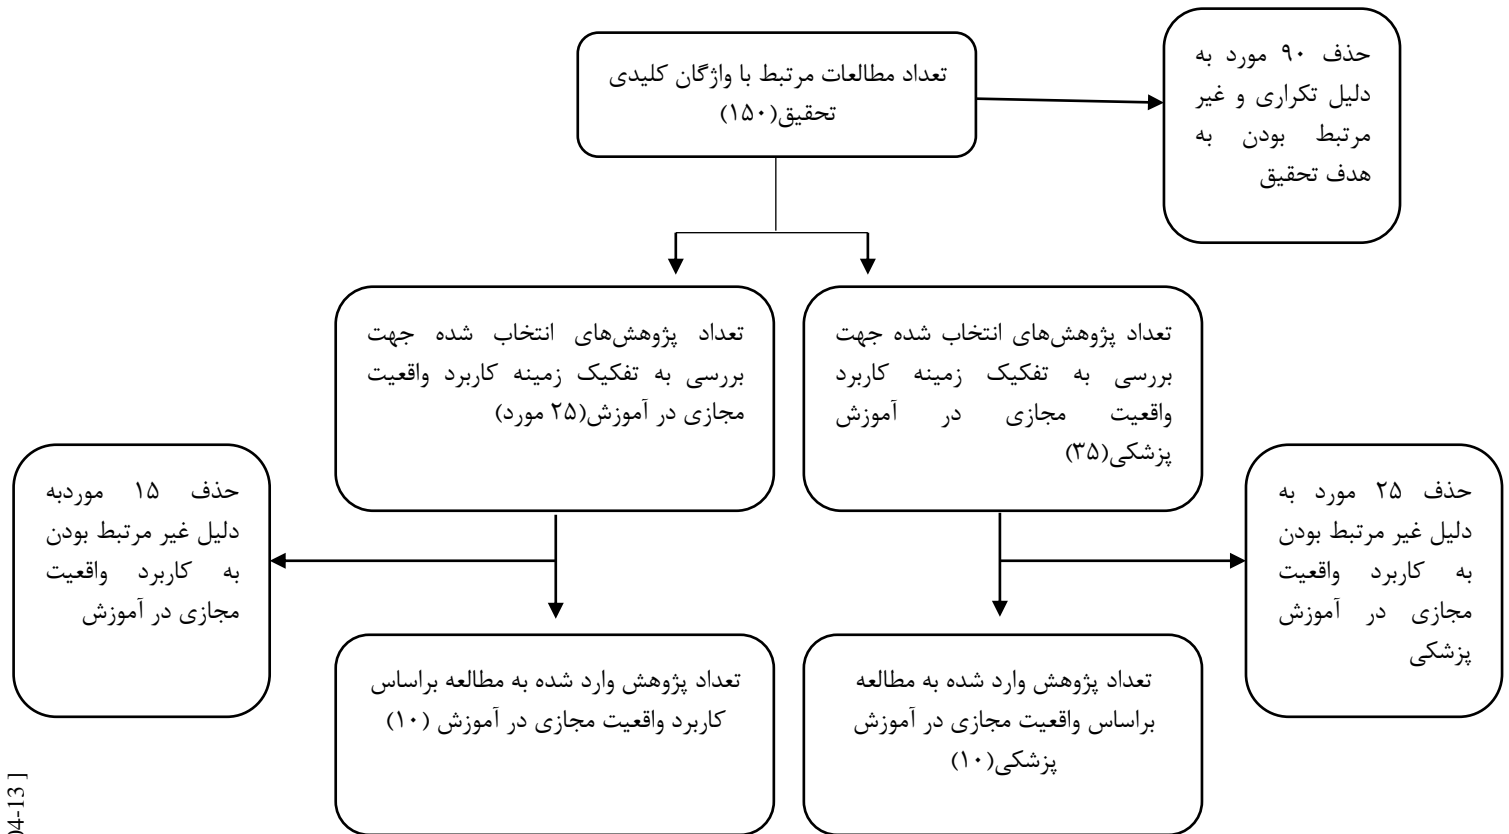 تعداد مطالعات مرتبط با واژگان کلیدی
تحقیق(۱۵۰)
حذف ۹۰ مورد به
دلیل تکراری و غیر
مرتبط بودن به
هدف تحقیق
تعداد پژوهش‌های انتخاب شده جهت
بررسی به تفکیک زمینه کاربرد
واقعیت مجازی در آموزش
پزشکی(۳۵)
تعداد پژوهش‌های انتخاب شده جهت
بررسی به تفکیک زمینه کاربرد واقعیت
مجازی در آموزش(۲۵ مورد)
حذف ۲۵ مورد به
دلیل غیر مرتبط بودن
به کاربرد واقعیت
مجازی در آموزش
پزشکی
حذف ۱۵ موردبه
دلیل غیر مرتبط بودن
به کاربرد واقعیت
مجازی در آموزش
تعداد پژوهش وارد شده به مطالعه
براساس واقعیت مجازی در آموزش
پزشکی(۱۰)
تعداد پژوهش وارد شده به مطالعه براساس
کاربرد واقعیت مجازی در آموزش (۱۰)
04-13 ]